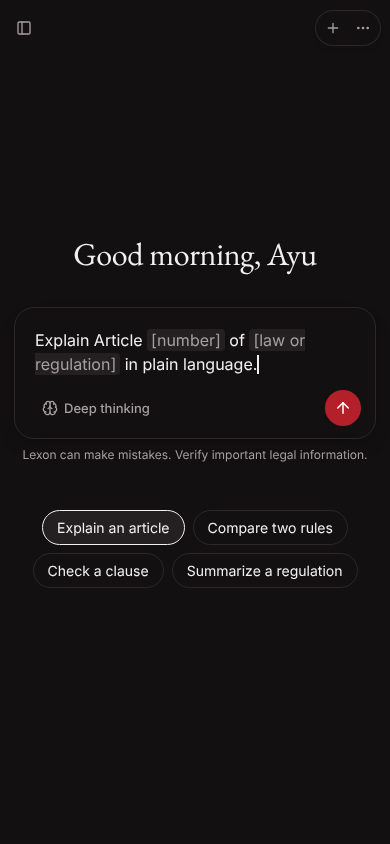 Good morning, Ayu
Explain Article [number] of [law or
regulation] in plain language.
Deep thinking
Lexon can make mistakes. Verify important legal information.
Explain an article
Compare two rules
Check a clause
Summarize a regulation